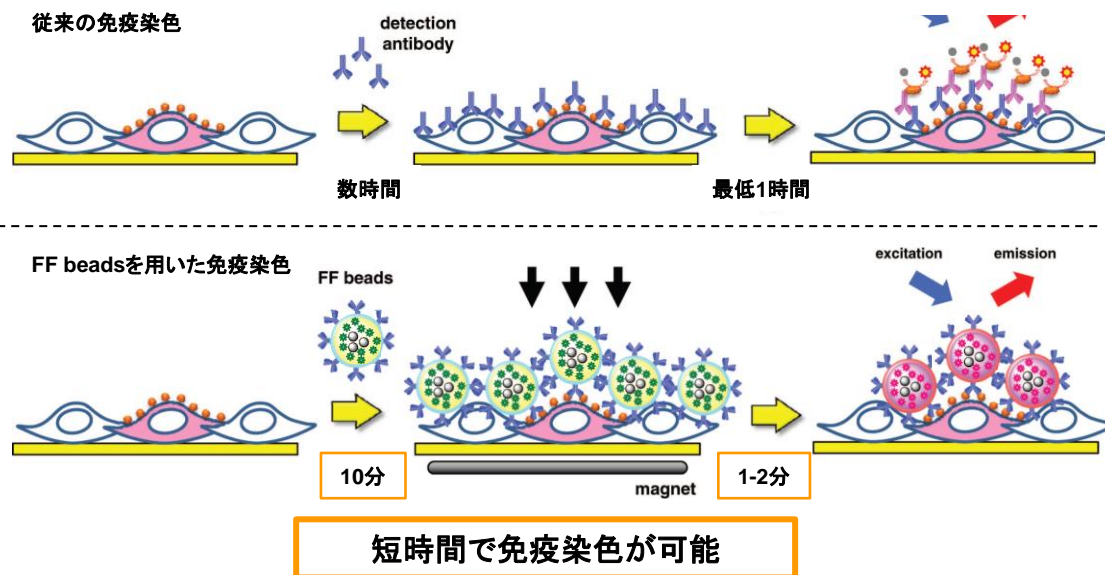 従来の免疫染色
detection
antibody
数時間
最低1時間
FF beadsを用いた免疫染色
FF beads
excitation
emission
10分
magnet
1-2分
短時間で免疫染色が可能